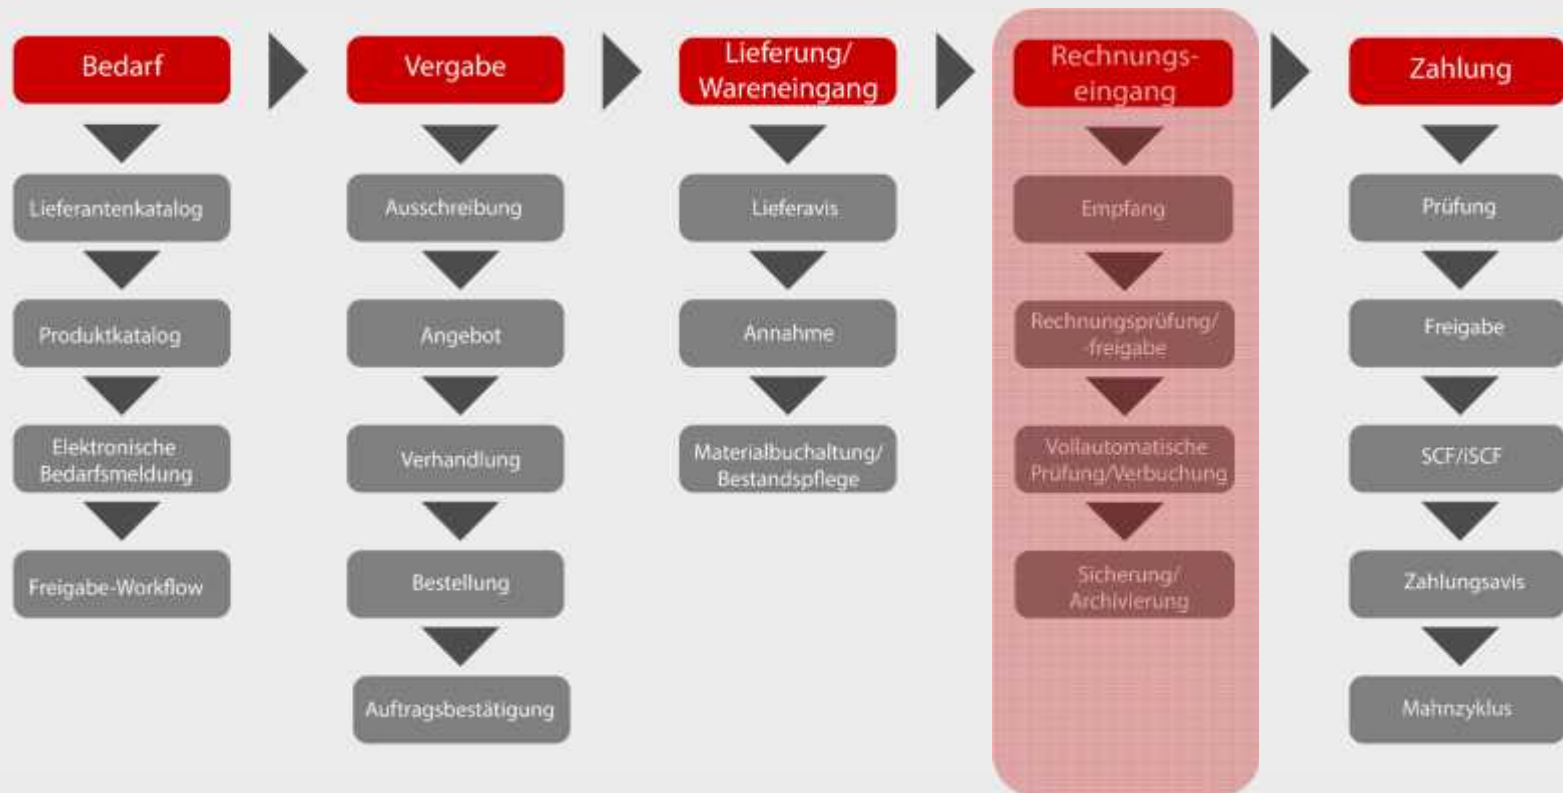 Bedarf
Lieferantenkatalog
Produktkatalog
Elektronische
Bedarfsmeldung
Freigabe-Workflow
Vergabe
Ausschreibung
Angebot
Verhandlung
Bestellung
Auftragsbestätigung
Lieferung/
Wareneingang
Lieferavis
Annahme
Materialbuchaltung/
Bestandspflege
Rechnungs-
eingang
Empfang
Rechnungsprüfung/
-freigabe
Vollautomatische
Prüfung/Verbuchung
Sicherung/
Archivierung
Zahlung
Prüfung
Freigabe
SCF/iSCF
Zahlungsavis
Mahnzyklus